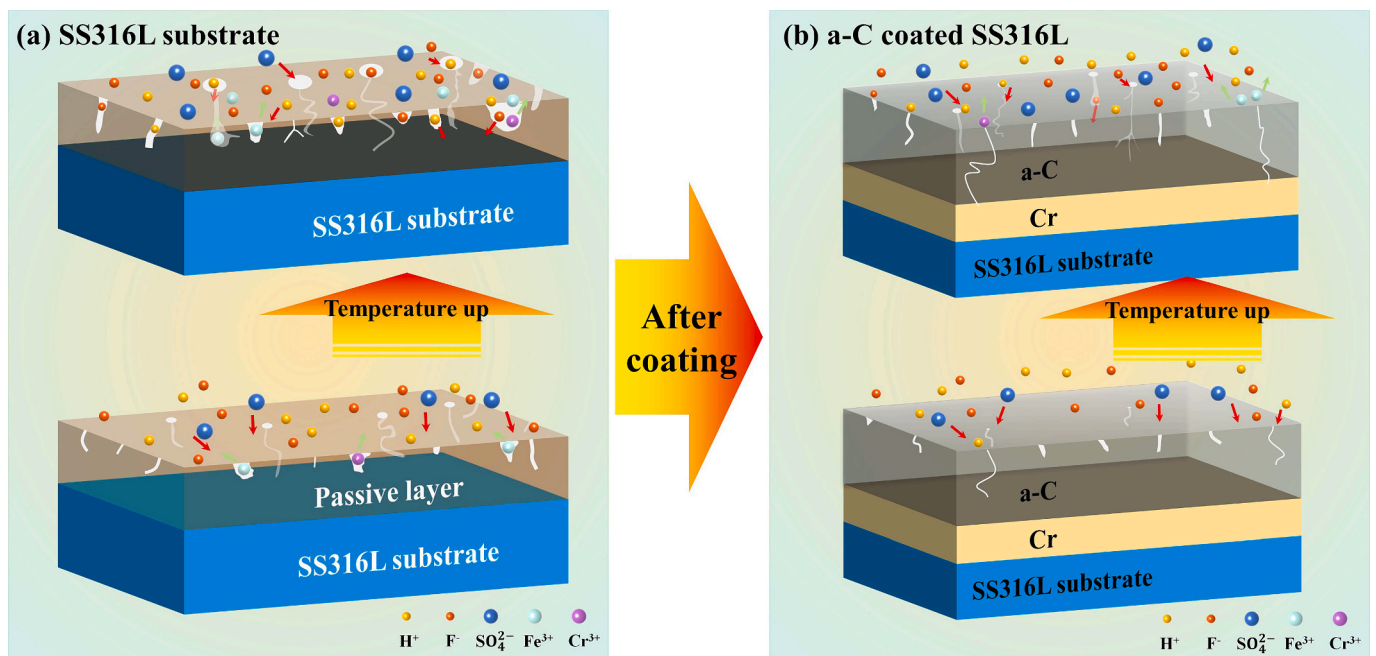 (a) SS316L substrate
SS316L substrate
Temperature up
Passive layer
SS316L substrate
H⁺ F⁻ SO₄²⁻ Fe³⁺ Cr³⁺
After
coating
(b) a-C coated SS316L
a-C
Cr
SS316L substrate
Temperature up
a-C
Cr
SS316L substrate
H⁺ F⁻ SO₄²⁻ Fe³⁺ Cr³⁺